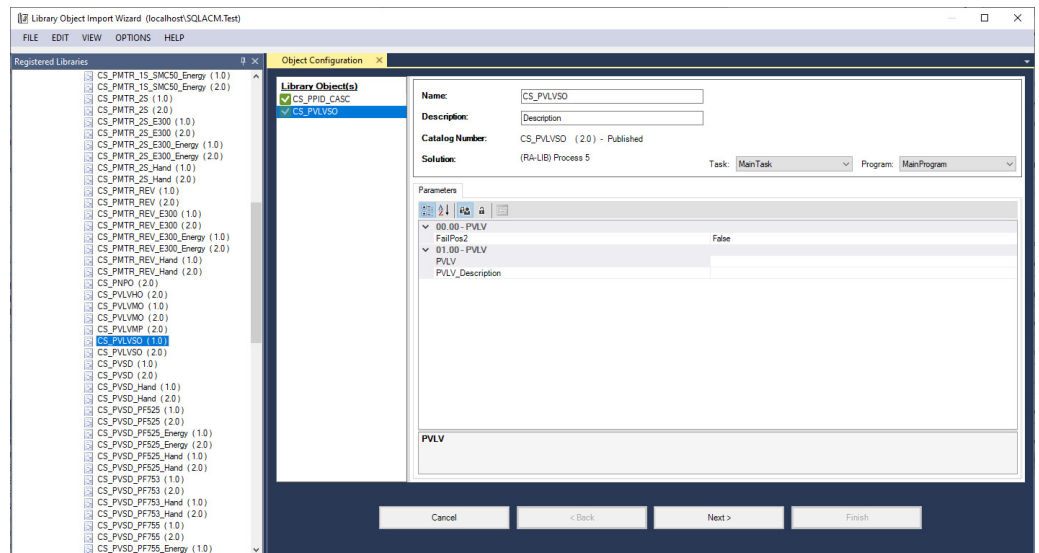 Library Object Import Wizard (localhost\SQLACM.Test)
FILE EDIT VIEW OPTIONS HELP
Registered Libraries
CS_PMTR_1S_SMC50_Energy (1.0)
CS_PMTR_1S_SMC50_Energy (2.0)
CS_PMTR_2S (1.0)
CS_PMTR_2S (2.0)
CS_PMTR_2S_E300 (1.0)
CS_PMTR_2S_E300 (2.0)
CS_PMTR_2S_E300_Energy (1.0)
CS_PMTR_2S_E300_Energy (2.0)
CS_PMTR_2S_Hand (1.0)
CS_PMTR_2S_Hand (2.0)
CS_PMTR_REV (1.0)
CS_PMTR_REV (2.0)
CS_PMTR_REV_E300 (1.0)
CS_PMTR_REV_E300 (2.0)
CS_PMTR_REV_E300_Energy (1.0)
CS_PMTR_REV_E300_Energy (2.0)
CS_PMTR_REV_Hand (1.0)
CS_PMTR_REV_Hand (2.0)
CS_PNPO (2.0)
CS_PVLVHO (2.0)
CS_PVLVMO (1.0)
CS_PVLVMO (2.0)
CS_PVLVMP (2.0)
CS_PVLVSO (1.0)
CS_PVLVSO (2.0)
CS_PVSD (1.0)
CS_PVSD (2.0)
CS_PVSD_Hand (1.0)
CS_PVSD_Hand (2.0)
CS_PVSD_PF525 (1.0)
CS_PVSD_PF525 (2.0)
CS_PVSD_PF525_Energy (1.0)
CS_PVSD_PF525_Energy (2.0)
CS_PVSD_PF525_Hand (1.0)
CS_PVSD_PF525_Hand (2.0)
CS_PVSD_PF753 (1.0)
CS_PVSD_PF753 (2.0)
CS_PVSD_PF753_Hand (1.0)
CS_PVSD_PF753_Hand (2.0)
CS_PVSD_PF755 (1.0)
CS_PVSD_PF755 (2.0)
CS_PVSD_PF755_Energy (1.0)
Object Configuration
Library Object(s)
CS_PPID_CASC
CS_PVLVSO
Name: CS_PVLVSO
Description: Description
Catalog Number: CS_PVLVSO (2.0) - Published
Solution: (RA-LIB) Process 5 Task: MainTask Program: MainProgram
Parameters
00.00 - PVLV
FailPos2 False
01.00 - PVLV
PVLV
PVLV_Description
PVLV
Cancel < Back Next > Finish